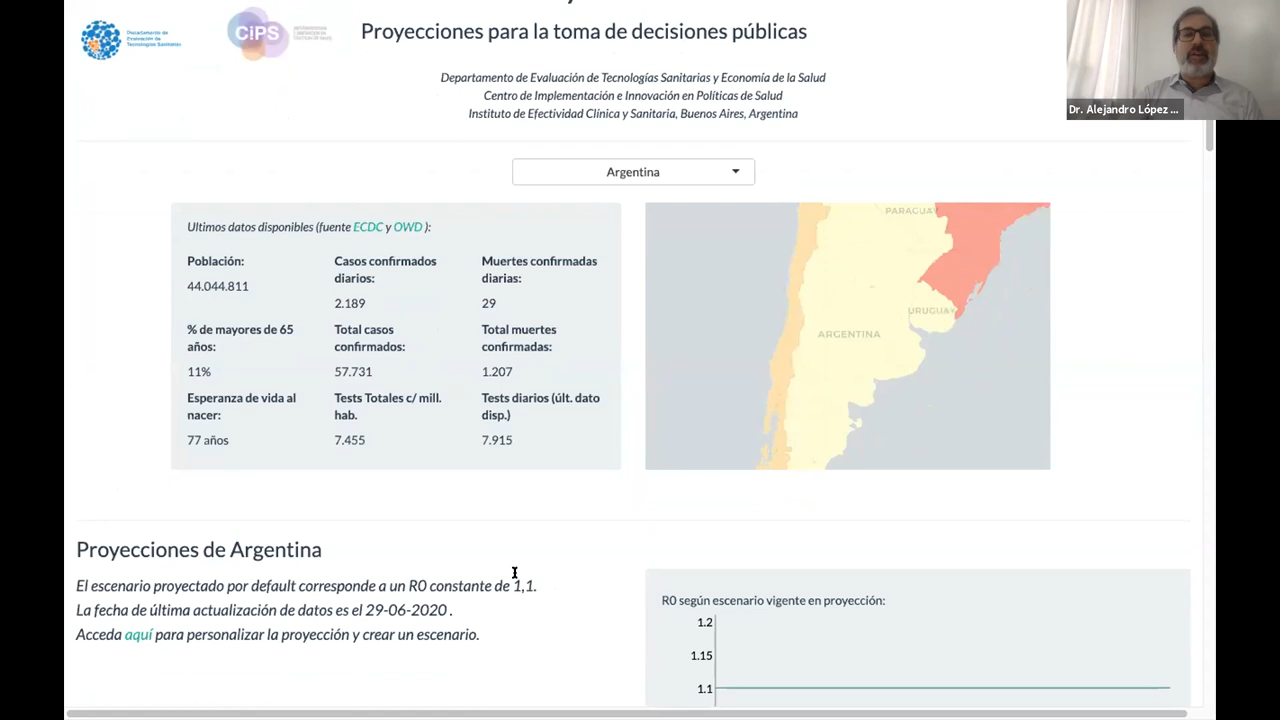 Departamento de
Evaluación de
Tecnologías Sanitarias
CiPS
Proyecciones para la toma de decisiones públicas
Departamento de Evaluación de Tecnologías Sanitarias y Economía de la Salud
Centro de Implementación e Innovación en Políticas de Salud
Instituto de Efectividad Clínica y Sanitaria, Buenos Aires, Argentina
Dr. Alejandro López ...
Argentina
Ultimos datos disponibles (fuente ECDC y OWD ):
Población:
44.044.811
Casos confirmados
diarios:
2.189
Muertes confirmadas
diarias:
29
% de mayores de 65
años:
11%
Total casos
confirmados:
57.731
Total muertes
confirmadas:
1.207
Esperanza de vida al
nacer:
77 años
Tests Totales c/ mill.
hab.
7.455
Tests diarios (últ. dato
disp.)
7.915
PARAGUAY
URUGUAY
ARGENTINA
Proyecciones de Argentina
El escenario proyectado por default corresponde a un R0 constante de 1,1.
La fecha de última actualización de datos es el 29-06-2020 .
Acceda aquí para personalizar la proyección y crear un escenario.
R0 según escenario vigente en proyección:
1.2
1.15
1.1